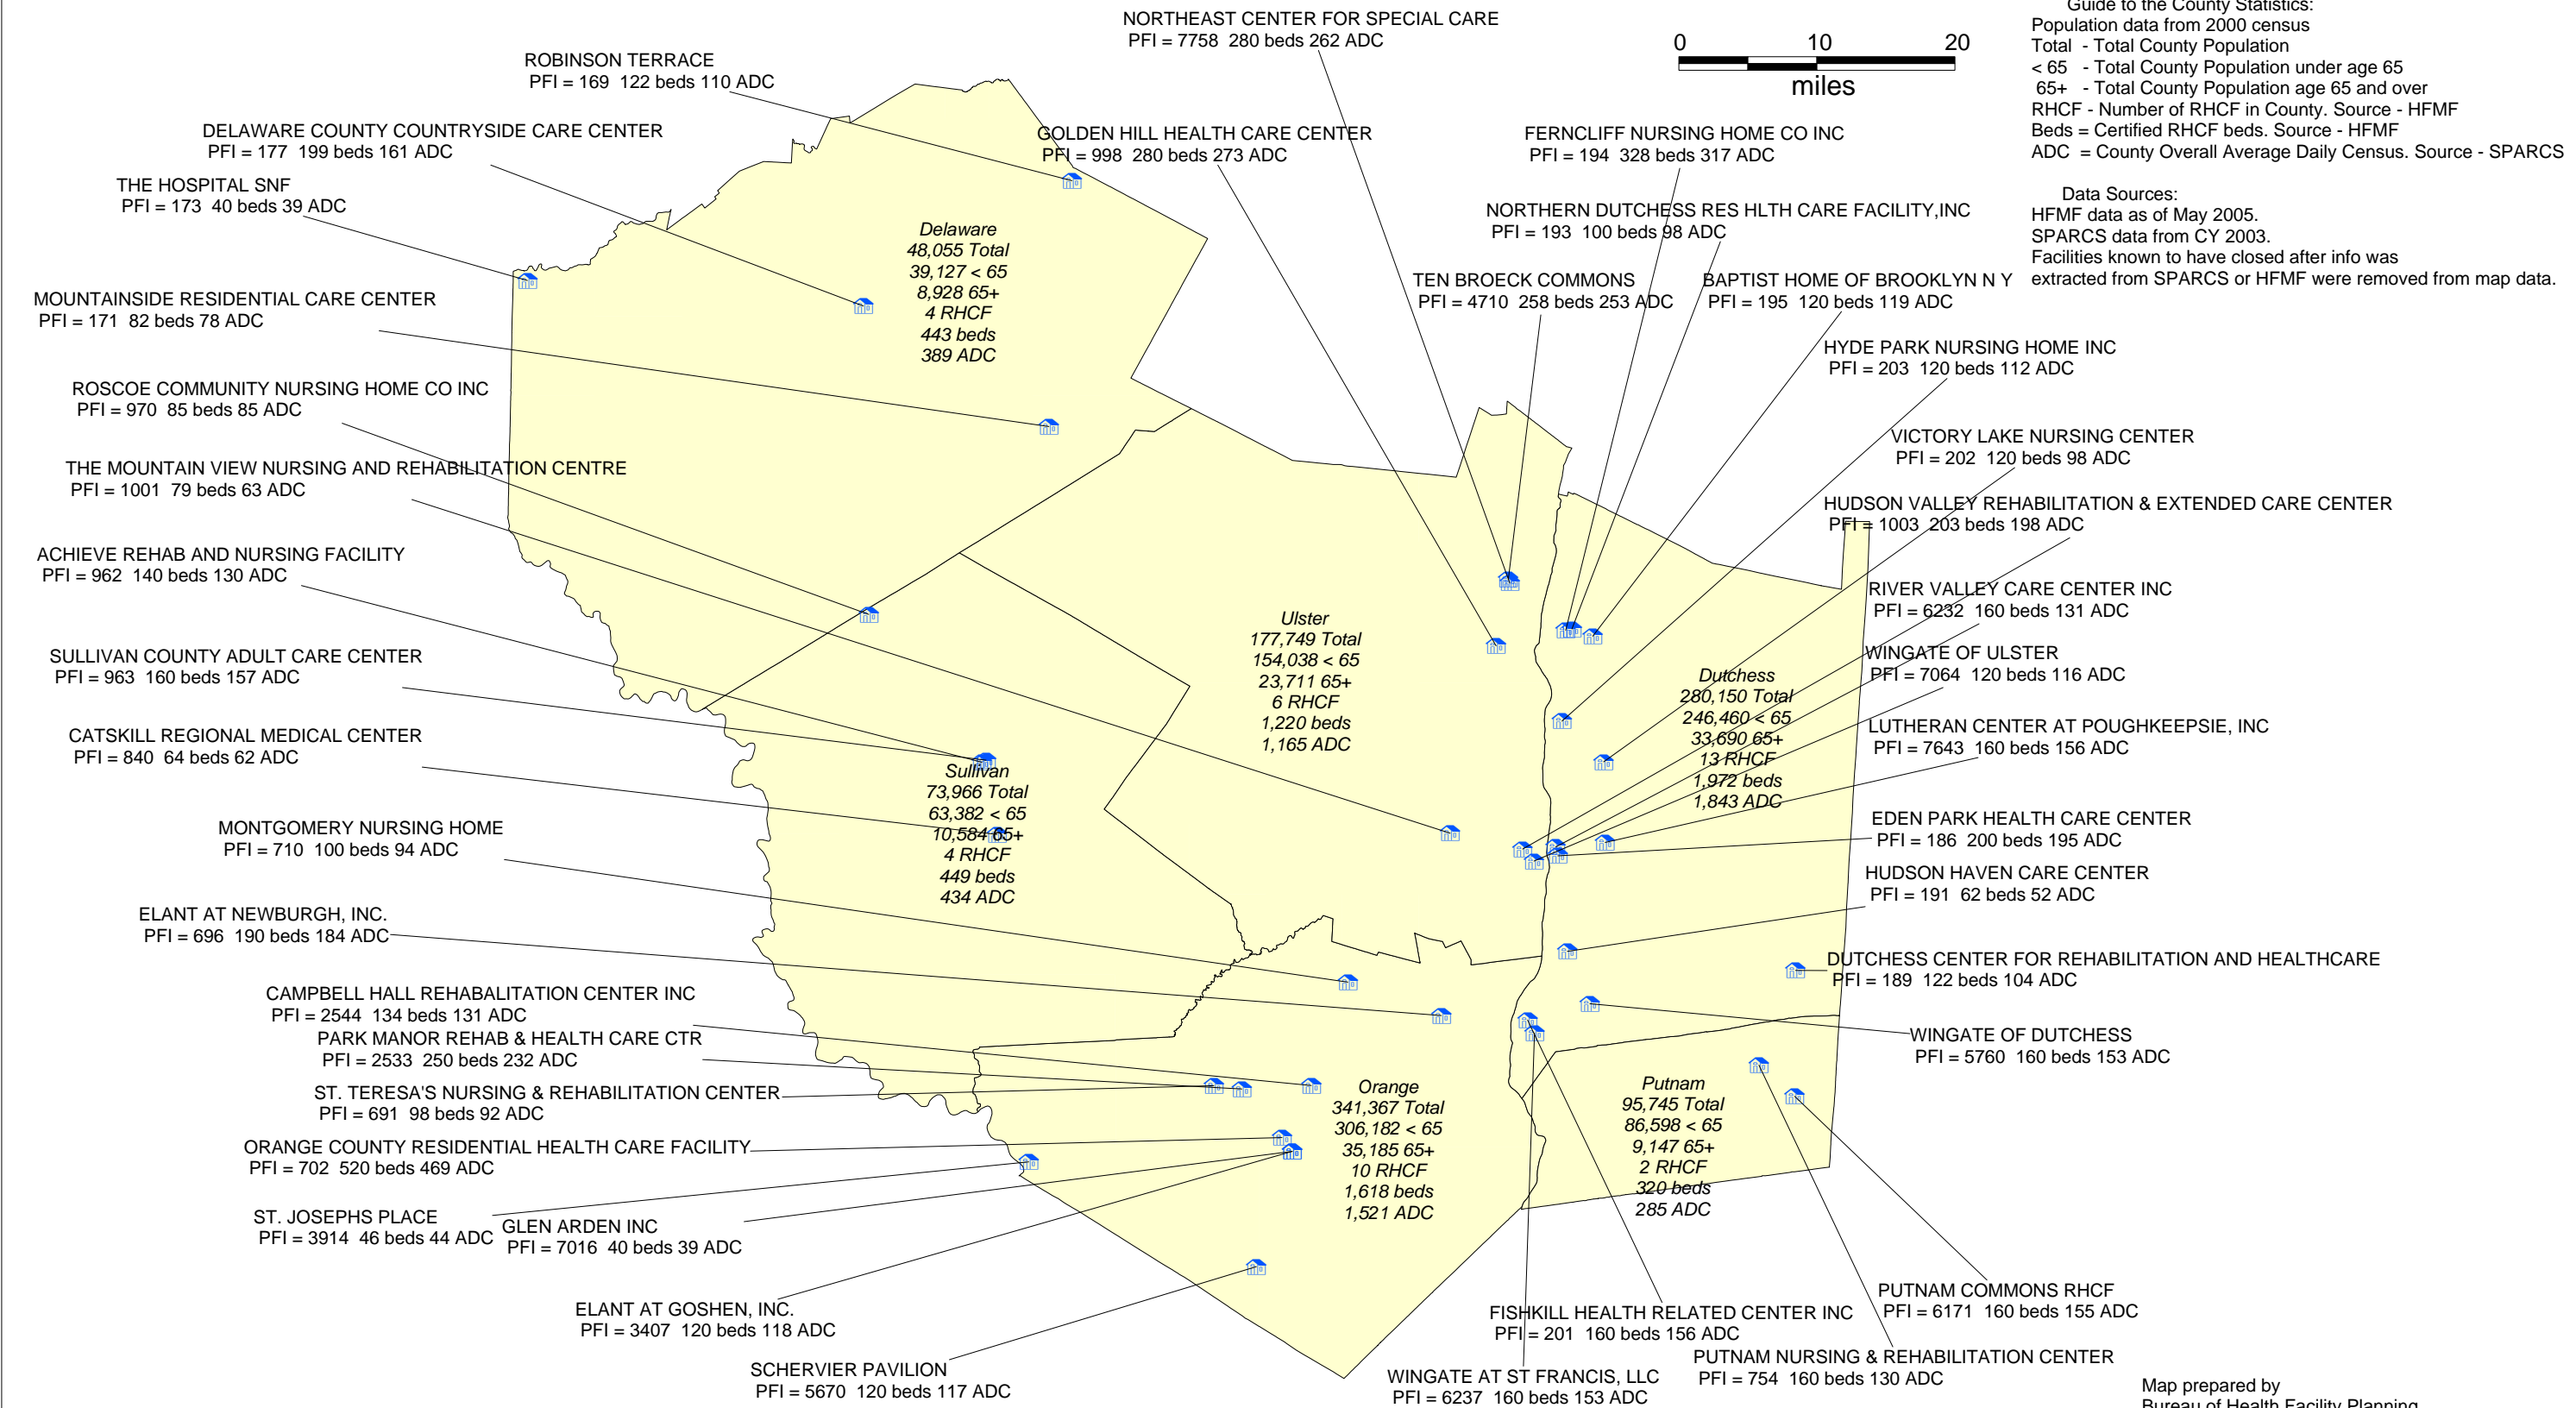 NORTHEAST CENTER FOR SPECIAL CARE
PFI = 7758  280 beds 262 ADC
ROBINSON TERRACE
PFI = 169  122 beds 110 ADC
DELAWARE COUNTY COUNTRYSIDE CARE CENTER
PFI = 177  199 beds 161 ADC
THE HOSPITAL SNF
PFI = 173  40 beds 39 ADC
MOUNTAINSIDE RESIDENTIAL CARE CENTER
PFI = 171  82 beds 78 ADC
ROSCOE COMMUNITY NURSING HOME CO INC
PFI = 970  85 beds 85 ADC
THE MOUNTAIN VIEW NURSING AND REHABILITATION CENTRE
PFI = 1001  79 beds 63 ADC
ACHIEVE REHAB AND NURSING FACILITY
PFI = 962  140 beds 130 ADC
SULLIVAN COUNTY ADULT CARE CENTER
PFI = 963  160 beds 157 ADC
CATSKILL REGIONAL MEDICAL CENTER
PFI = 840  64 beds 62 ADC
MONTGOMERY NURSING HOME
PFI = 710  100 beds 94 ADC
ELANT AT NEWBURGH, INC.
PFI = 696  190 beds 184 ADC
CAMPBELL HALL REHABALITATION CENTER INC
PFI = 2544  134 beds 131 ADC
PARK MANOR REHAB & HEALTH CARE CTR
PFI = 2533  250 beds 232 ADC
ST. TERESA'S NURSING & REHABILITATION CENTER
PFI = 691  98 beds 92 ADC
ORANGE COUNTY RESIDENTIAL HEALTH CARE FACILITY
PFI = 702  520 beds 469 ADC
ST. JOSEPHS PLACE
PFI = 3914  46 beds 44 ADC
GLEN ARDEN INC
PFI = 7016  40 beds 39 ADC
ELANT AT GOSHEN, INC.
PFI = 3407  120 beds 118 ADC
SCHERVIER PAVILION
PFI = 5670  120 beds 117 ADC
Delaware
48,055 Total
39,127 < 65
8,928 65+
4 RHCF
443 beds
389 ADC
Sullivan
73,966 Total
63,382 < 65
10,584 65+
4 RHCF
449 beds
434 ADC
Ulster
177,749 Total
154,038 < 65
23,711 65+
6 RHCF
1,220 beds
1,165 ADC
Dutchess
280,150 Total
246,460 < 65
33,690 65+
13 RHCF
1,972 beds
1,843 ADC
Orange
341,367 Total
306,182 < 65
35,185 65+
10 RHCF
1,618 beds
1,521 ADC
Putnam
95,745 Total
86,598 < 65
9,147 65+
2 RHCF
320 beds
285 ADC
0 10 20
miles
GOLDEN HILL HEALTH CARE CENTER
PFI = 998  280 beds 273 ADC
FERNCLIFF NURSING HOME CO INC
PFI = 194  328 beds 317 ADC
NORTHERN DUTCHESS RES HLTH CARE FACILITY,INC
PFI = 193  100 beds 98 ADC
TEN BROECK COMMONS
PFI = 4710  258 beds 253 ADC
BAPTIST HOME OF BROOKLYN N Y
PFI = 195  120 beds 119 ADC
HYDE PARK NURSING HOME INC
PFI = 203  120 beds 112 ADC
VICTORY LAKE NURSING CENTER
PFI = 202  120 beds 98 ADC
HUDSON VALLEY REHABILITATION & EXTENDED CARE CENTER
PFI = 1003  203 beds 198 ADC
RIVER VALLEY CARE CENTER INC
PFI = 6232  160 beds 131 ADC
WINGATE OF ULSTER
PFI = 7064  120 beds 116 ADC
LUTHERAN CENTER AT POUGHKEEPSIE, INC
PFI = 7643  160 beds 156 ADC
EDEN PARK HEALTH CARE CENTER
PFI = 186  200 beds 195 ADC
HUDSON HAVEN CARE CENTER
PFI = 191  62 beds 52 ADC
DUTCHESS CENTER FOR REHABILITATION AND HEALTHCARE
PFI = 189  122 beds 104 ADC
WINGATE OF DUTCHESS
PFI = 5760  160 beds 153 ADC
PUTNAM COMMONS RHCF
PFI = 6171  160 beds 155 ADC
FISHKILL HEALTH RELATED CENTER INC
PFI = 201  160 beds 156 ADC
PUTNAM NURSING & REHABILITATION CENTER
PFI = 754  160 beds 130 ADC
WINGATE AT ST FRANCIS, LLC
PFI = 6237  160 beds 153 ADC
Guide to the County Statistics:
Population data from 2000 census
Total  - Total County Population
< 65  - Total County Population under age 65
65+  - Total County Population age 65 and over
RHCF - Number of RHCF in County. Source - HFMF
Beds = Certified RHCF beds. Source - HFMF
ADC  = County Overall Average Daily Census. Source - SPARCS
Data Sources:
HFMF data as of May 2005.
SPARCS data from CY 2003.
Facilities known to have closed after info was
extracted from SPARCS or HFMF were removed from map data.
Map prepared by
Bureau of Health Facility Planning